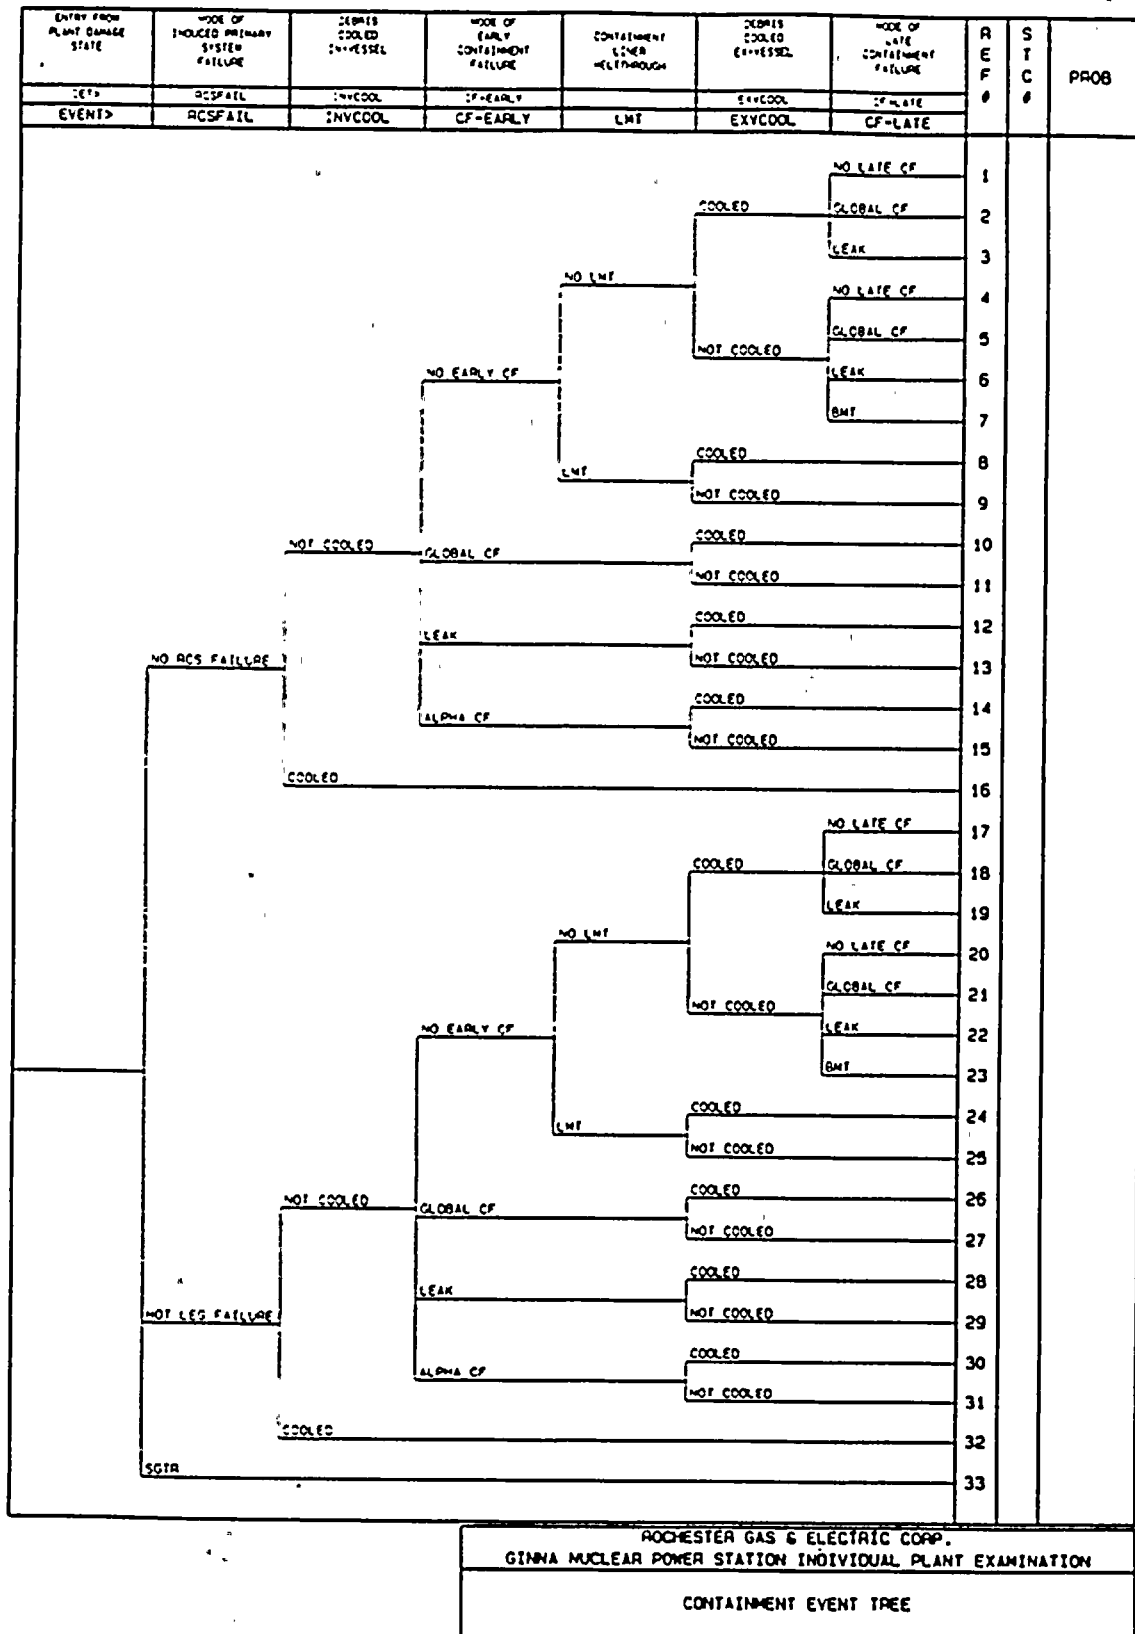 ENTRY FROM
PLANT DAMAGE
STATE
MODE OF
INDUCED PRIMARY
SYSTEM
FAILURE
DEBRIS
COOLED
IN-VESSEL
MODE OF
EARLY
CONTAINMENT
FAILURE
CONTAINMENT
LINER
MELTTHROUGH
DEBRIS
COOLED
EX-VESSEL
MODE OF
LATE
CONTAINMENT
FAILURE
R
E
F
#
S
T
C
#
PROB
CET> RCSFAIL INVCOOL CF-EARLY EXVCOOL CF-LATE
EVENT> RCSFAIL INVCOOL CF-EARLY LMT EXVCOOL CF-LATE
NO LATE CF 1
COOLED GLOBAL CF 2
LEAK 3
NO LMT
NO LATE CF 4
GLOBAL CF 5
NOT COOLED
NO EARLY CF LEAK 6
BMT 7
COOLED 8
LMT
NOT COOLED 9
COOLED 10
NOT COOLED GLOBAL CF
NOT COOLED 11
COOLED 12
LEAK
NOT COOLED 13
NO RCS FAILURE
COOLED 14
ALPHA CF
NOT COOLED 15
COOLED 16
NO LATE CF 17
COOLED GLOBAL CF 18
LEAK 19
NO LMT
NO LATE CF 20
GLOBAL CF 21
NOT COOLED
NO EARLY CF LEAK 22
BMT 23
COOLED 24
LMT
NOT COOLED 25
COOLED 26
NOT COOLED GLOBAL CF
NOT COOLED 27
COOLED 28
LEAK
NOT COOLED 29
HOT LEG FAILURE
COOLED 30
ALPHA CF
NOT COOLED 31
COOLED 32
SGTR 33
ROCHESTER GAS & ELECTRIC CORP.
GINNA NUCLEAR POWER STATION INDIVIDUAL PLANT EXAMINATION
CONTAINMENT EVENT TREE